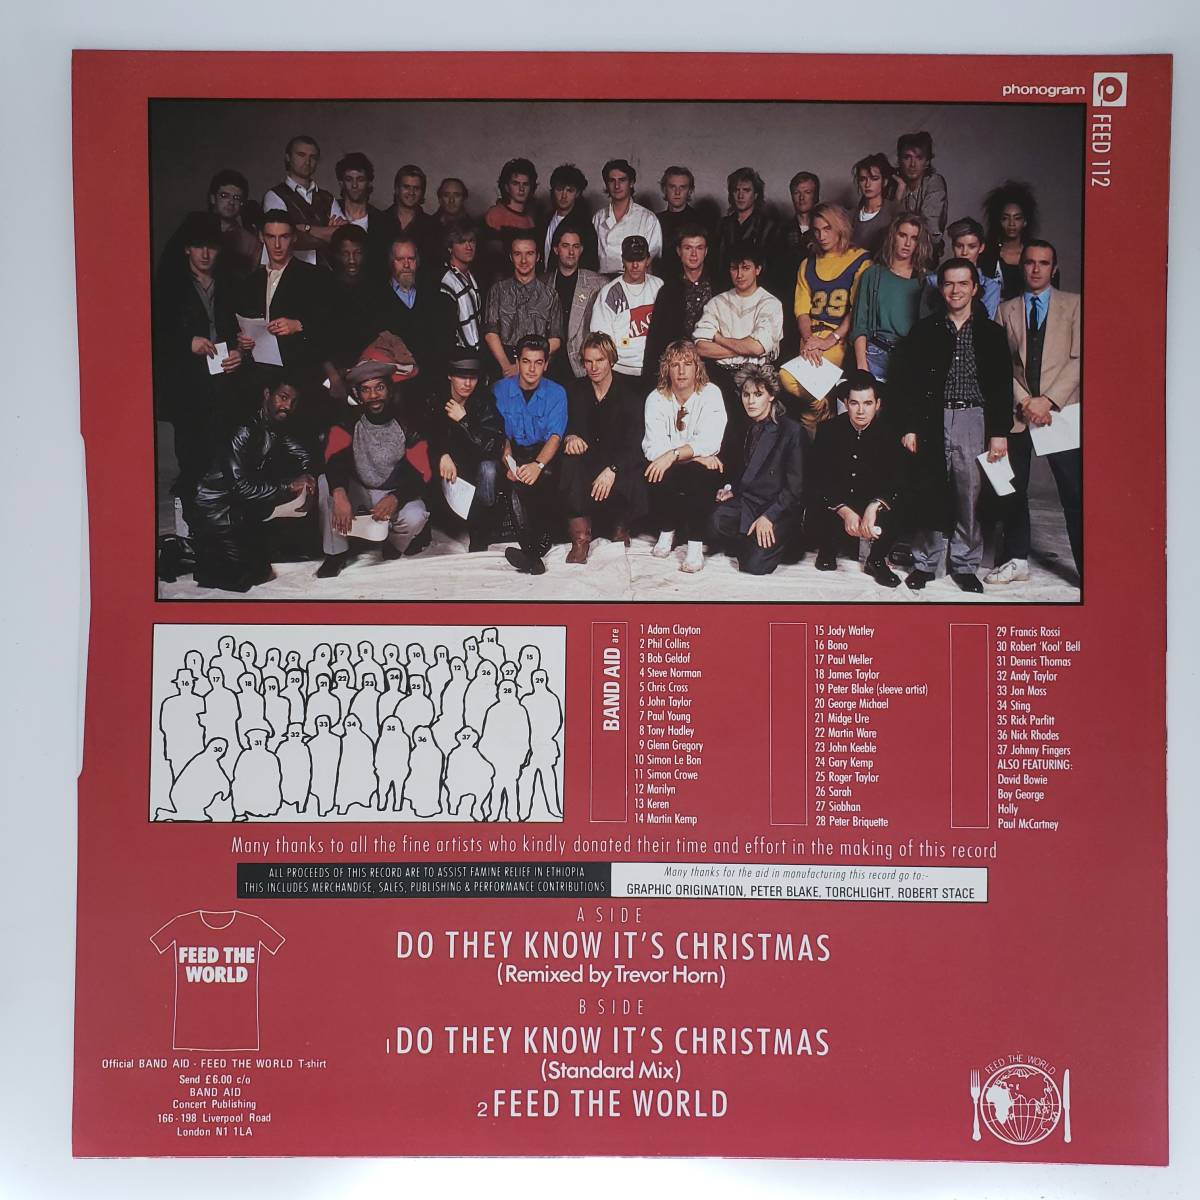 phonogram
FEED 112
BAND AID are
1 Adam Clayton
2 Phil Collins
3 Bob Geldof
4 Steve Norman
5 Chris Cross
6 John Taylor
7 Paul Young
8 Tony Hadley
9 Glenn Gregory
10 Simon Le Bon
11 Simon Crowe
12 Marilyn
13 Keren
14 Martin Kemp
15 Jody Watley
16 Bono
17 Paul Weller
18 James Taylor
19 Peter Blake (sleeve artist)
20 George Michael
21 Midge Ure
22 Martin Ware
23 John Keeble
24 Gary Kemp
25 Roger Taylor
26 Sarah
27 Siobhan
28 Peter Briquette
29 Francis Rossi
30 Robert 'Kool' Bell
31 Dennis Thomas
32 Andy Taylor
33 Jon Moss
34 Sting
35 Rick Parfitt
36 Nick Rhodes
37 Johnny Fingers
ALSO FEATURING:
David Bowie
Boy George
Holly
Paul McCartney
Many thanks to all the fine artists who kindly donated their time and effort in the making of this record
ALL PROCEEDS OF THIS RECORD ARE TO ASSIST FAMINE RELIEF IN ETHIOPIA
THIS INCLUDES MERCHANDISE, SALES, PUBLISHING & PERFORMANCE CONTRIBUTIONS.
Many thanks for the aid in manufacturing this record go to:-
GRAPHIC ORIGINATION, PETER BLAKE, TORCHLIGHT, ROBERT STACE
A SIDE
DO THEY KNOW IT'S CHRISTMAS
(Remixed by Trevor Horn)
B SIDE
1 DO THEY KNOW IT'S CHRISTMAS
(Standard Mix)
2 FEED THE WORLD
FEED THE
WORLD
Official BAND AID - FEED THE WORLD T-shirt
Send £6.00 c/o
BAND AID
Concert Publishing
166-198 Liverpool Road
London N1 1LA
FEED THE WORLD